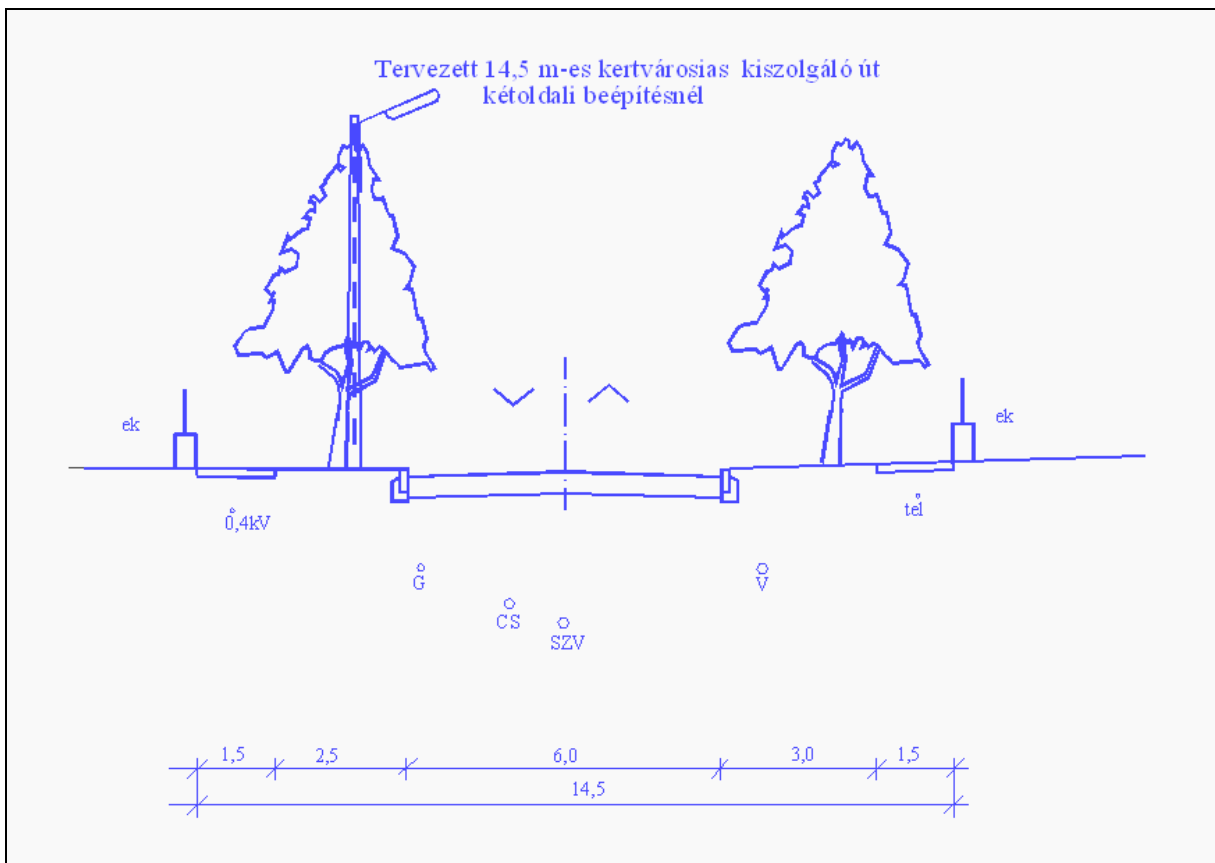 Tervezett 14,5 m-es kertvárosias kiszolgáló út
kétoldali beépítésnél
ek
ek
0,4kV
tel
G
V
CS
SZV
1,5
2,5
6,0
3,0
1,5
14,5